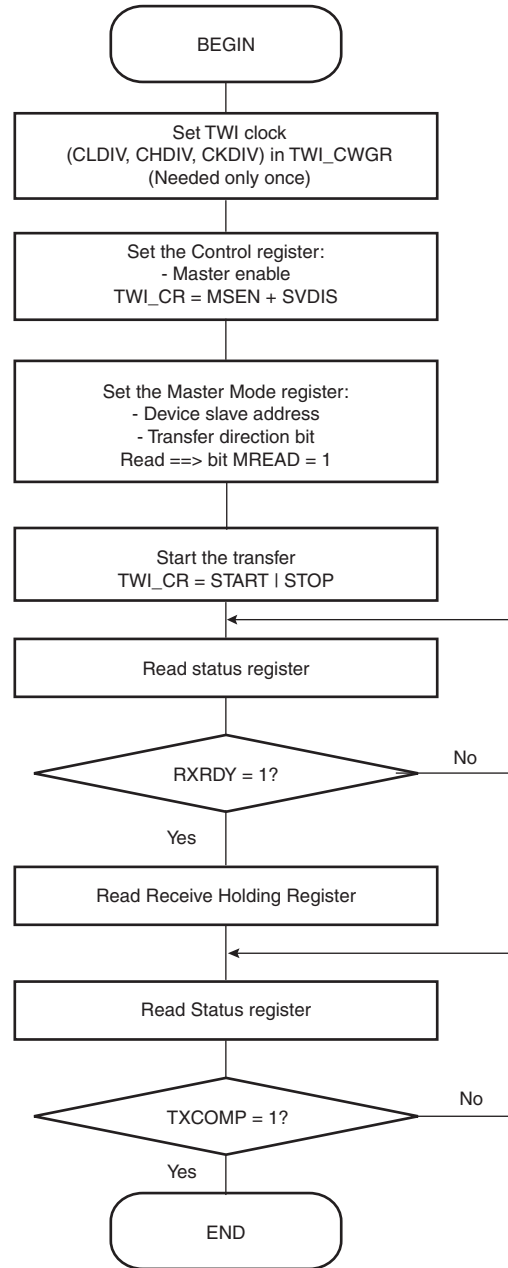 BEGIN
Set TWI clock
(CLDIV, CHDIV, CKDIV) in TWI_CWGR
(Needed only once)
Set the Control register:
- Master enable
TWI_CR = MSEN + SVDIS
Set the Master Mode register:
- Device slave address
- Transfer direction bit
Read ==> bit MREAD = 1
Start the transfer
TWI_CR = START | STOP
Read status register
RXRDY = 1?
No
Yes
Read Receive Holding Register
Read Status register
TXCOMP = 1?
No
Yes
END